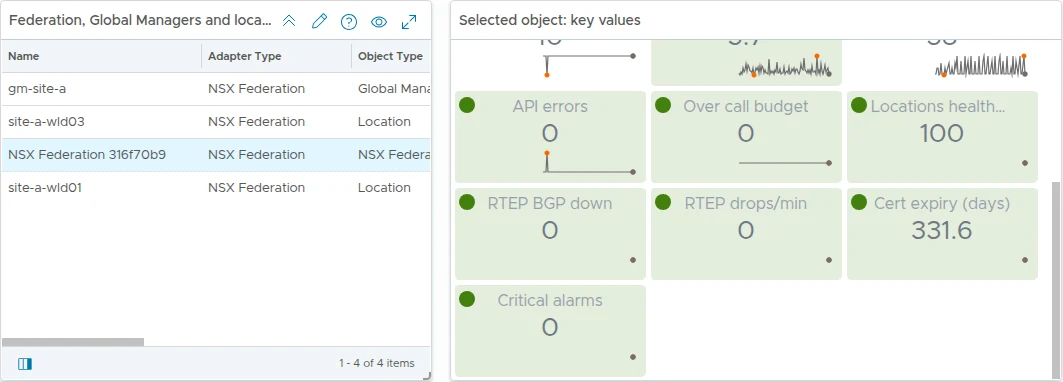 Federation, Global Managers and loca...
Name Adapter Type Object Type
gm-site-a NSX Federation Global Mana
site-a-wld03 NSX Federation Location
NSX Federation 316f70b9 NSX Federation NSX Federa
site-a-wld01 NSX Federation Location
1 - 4 of 4 items
Selected object: key values
API errors
0
Over call budget
0
Locations health...
100
RTEP BGP down
0
RTEP drops/min
0
Cert expiry (days)
331.6
Critical alarms
0